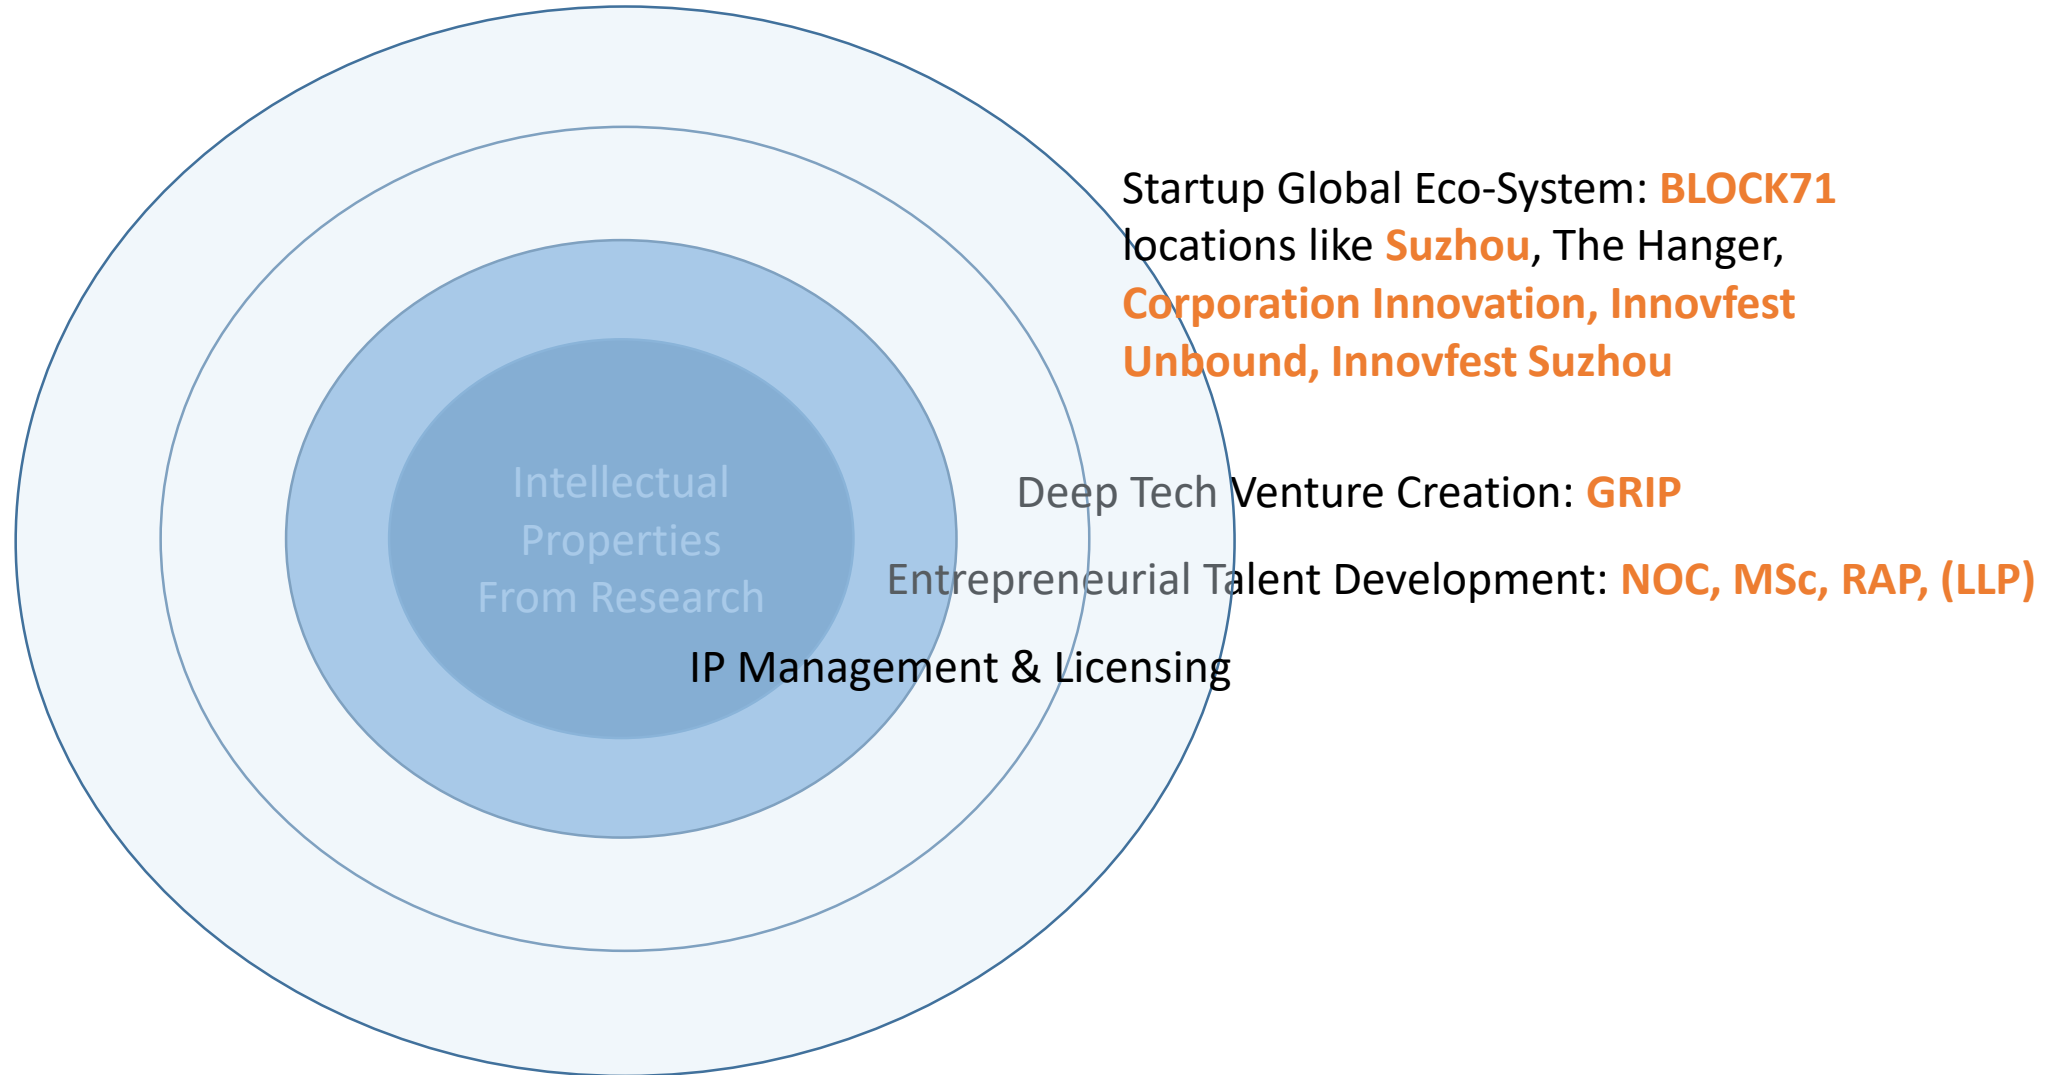 Startup Global Eco-System: BLOCK71
locations like Suzhou, The Hanger,
Corporation Innovation, Innovfest
Unbound, Innovfest Suzhou
Intellectual
Properties
From Research
Deep Tech Venture Creation: GRIP
Entrepreneurial Talent Development: NOC, MSc, RAP, (LLP)
IP Management & Licensing